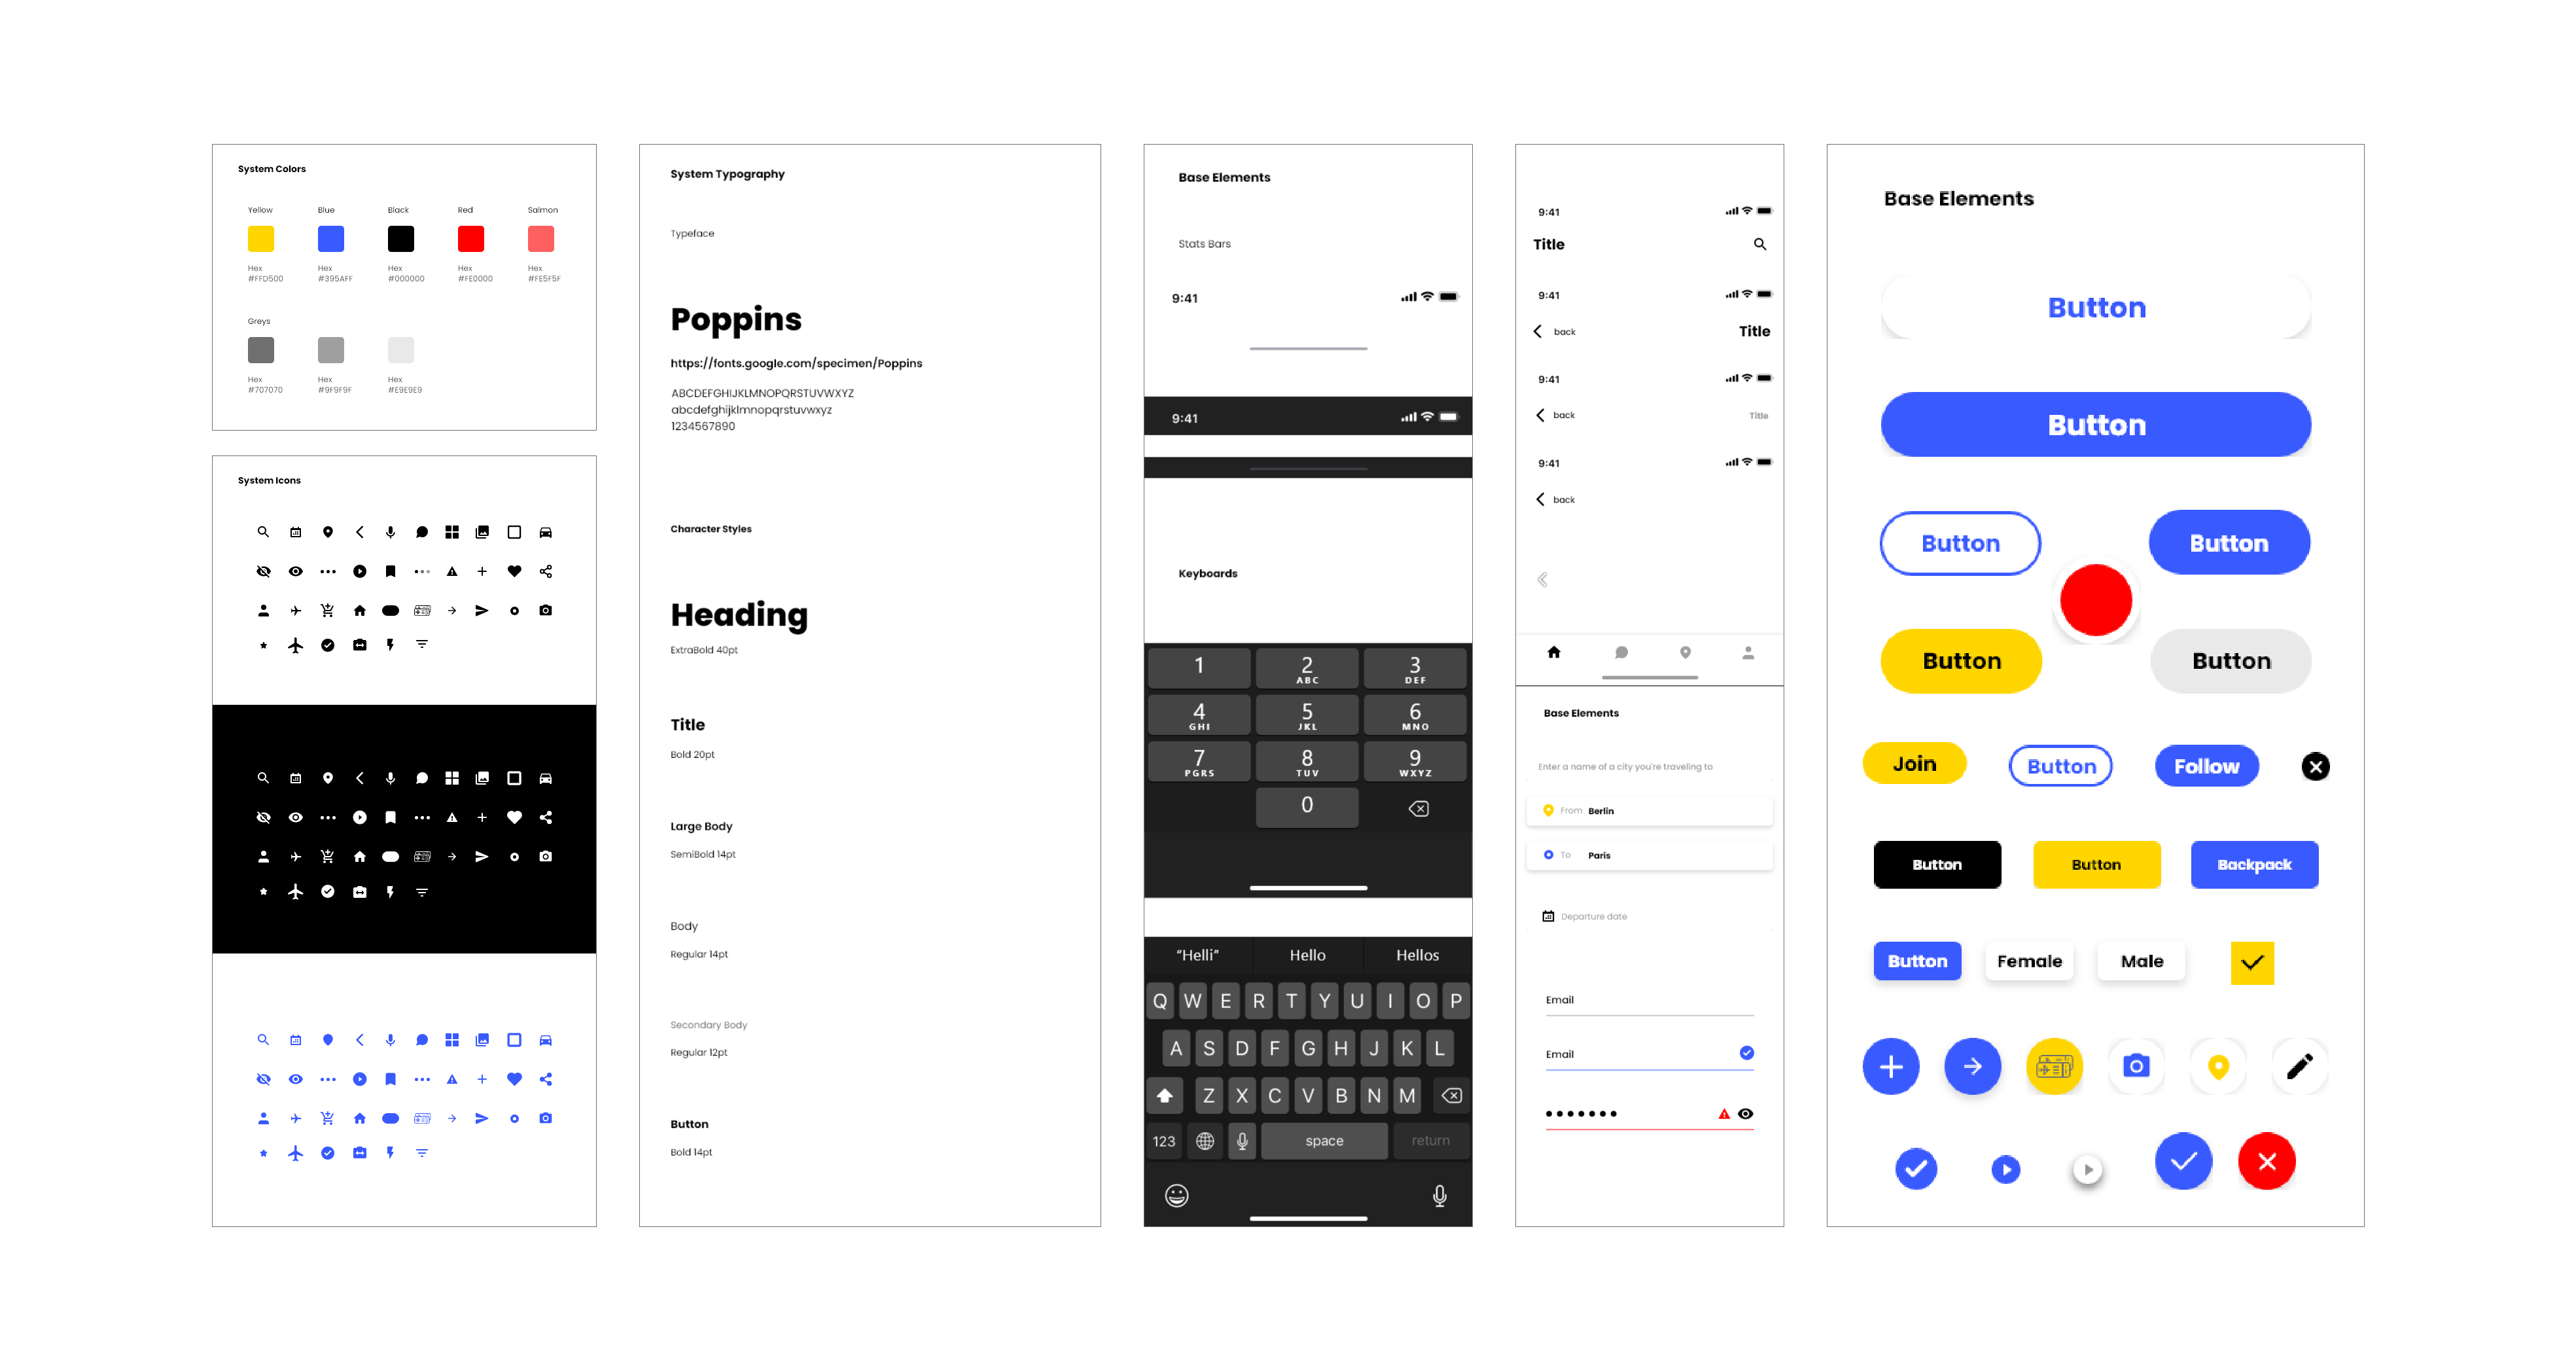 System Colors
Yellow Blue Black Red Salmon
Hex Hex Hex Hex Hex
#FFD500 #395AFF #000000 #FE0000 #FE5F5F
Greys
Hex Hex Hex
#707070 #9F9F9F #E9E9E9
System Icons
System Typography
Typeface
Poppins
https://fonts.google.com/specimen/Poppins
ABCDEFGHIJKLMNOPQRSTUVWXYZ
abcdefghijklmnopqrstuvwxyz
1234567890
Character Styles
Heading
ExtraBold 40pt
Title
Bold 20pt
Large Body
SemiBold 14pt
Body
Regular 14pt
Secondary Body
Regular 12pt
Button
Bold 14pt
Base Elements
Stats Bars
9:41
9:41
Keyboards
1 2 3
ABC DEF
4 5 6
GHI JKL MNO
7 8 9
PGRS TUV WXYZ
0
"Helli" Hello Hellos
Q W E R T Y U I O P
A S D F G H J K L
Z X C V B N M
123 space return
9:41
Title
9:41
back Title
9:41
back Title
9:41
back
Base Elements
Enter a name of a city you're traveling to
From Berlin
To Paris
Departure date
Email
Email
Base Elements
Button
Button
Button Button
Button Button
Join Button Follow
Button Button Backpack
Button Female Male